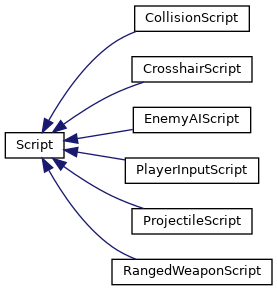 CollisionScript
CrosshairScript
EnemyAIScript
Script
PlayerInputScript
ProjectileScript
RangedWeaponScript